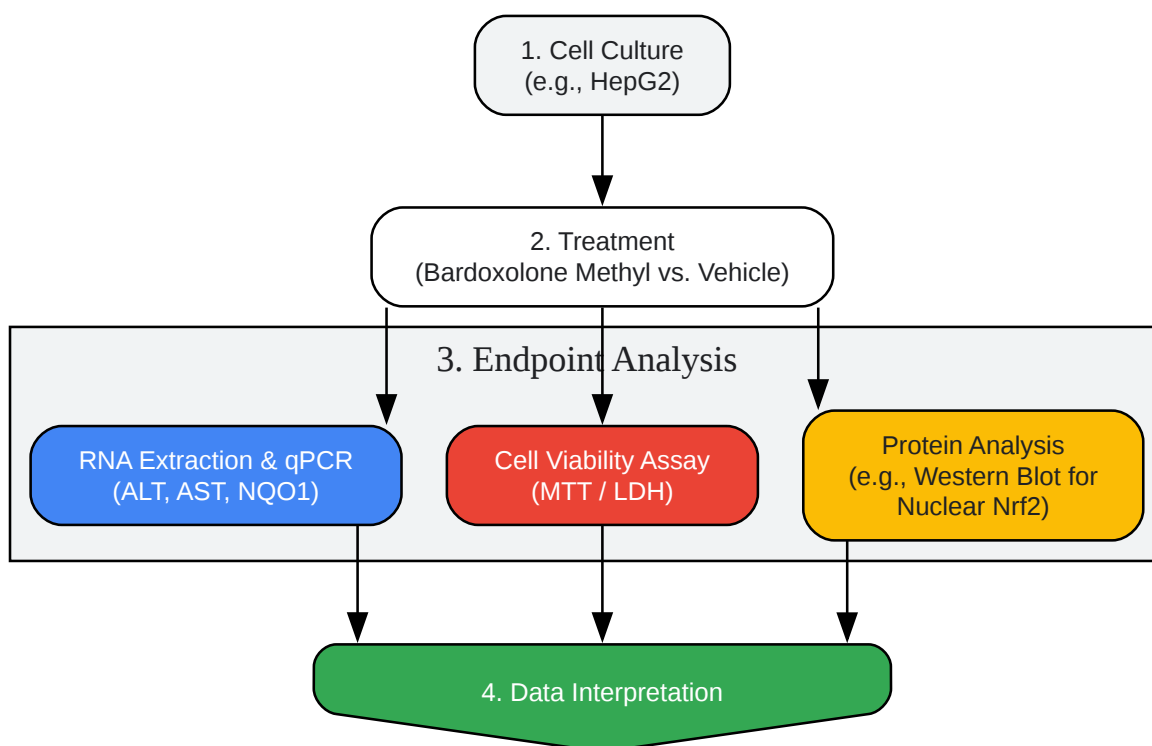 1. Cell Culture
(e.g., HepG2)
2. Treatment
(Bardoxolone Methyl vs. Vehicle)
3. Endpoint Analysis
RNA Extraction & qPCR
(ALT, AST, NQO1)
Cell Viability Assay
(MTT / LDH)
Protein Analysis
(e.g., Western Blot for
Nuclear Nrf2)
4. Data Interpretation